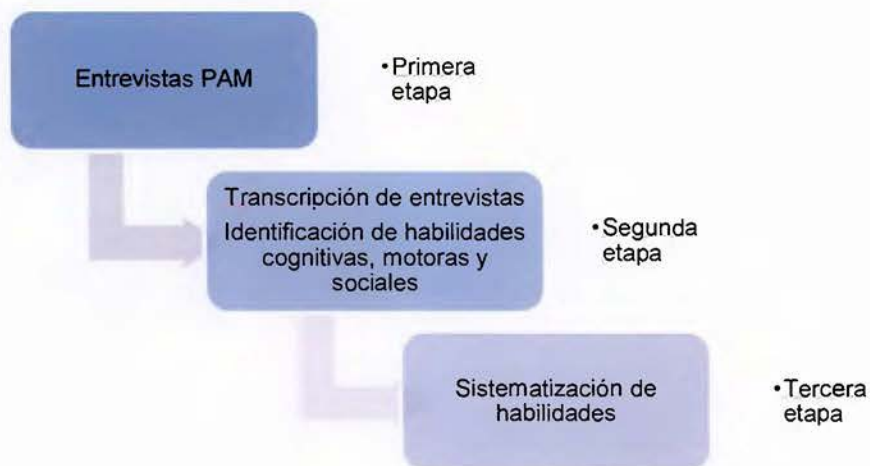 Entrevistas PAM
•Primera
etapa
Transcripción de entrevistas
Identificación de habilidades
cognitivas, motoras y
sociales
•Segunda
etapa
Sistematización de
habilidades
•Tercera
etapa